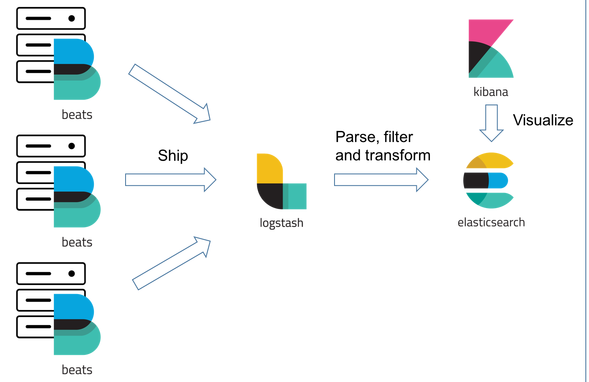 beats
beats
beats
Ship
logstash
Parse, filter
and transform
kibana
Visualize
elasticsearch